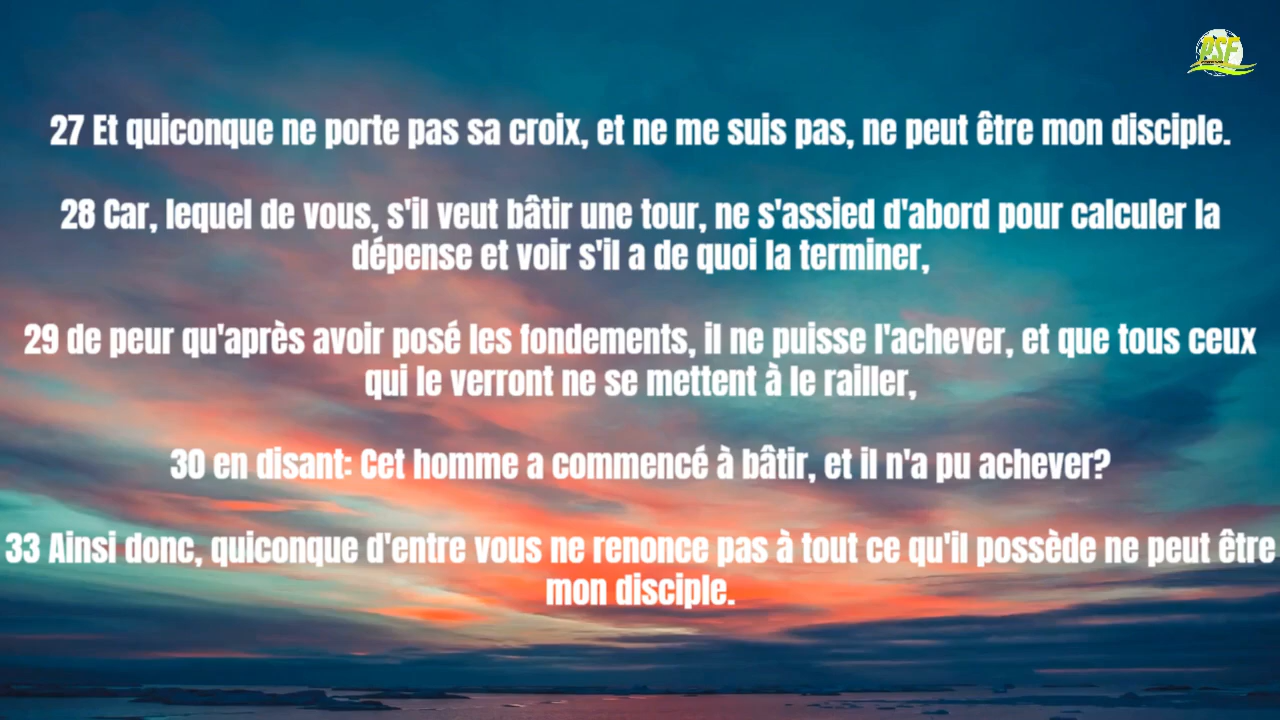 PSF
27 Et quiconque ne porte pas sa croix, et ne me suis pas, ne peut être mon disciple.
28 Car, lequel de vous, s'il veut bâtir une tour, ne s'assied d'abord pour calculer la
dépense et voir s'il a de quoi la terminer,
29 de peur qu'après avoir posé les fondements, il ne puisse l'achever, et que tous ceux
qui le verront ne se mettent à le railler,
30 en disant: Cet homme a commencé à bâtir, et il n'a pu achever?
33 Ainsi donc, quiconque d'entre vous ne renonce pas à tout ce qu'il possède ne peut être
mon disciple.